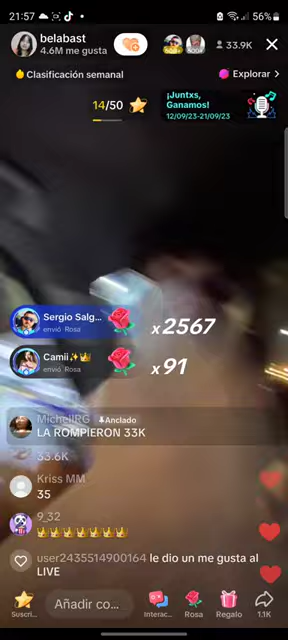 21:57
56%
belabast
4.6M me gusta
33.9K
Clasificación semanal
Explorar >
14/50
¡Juntxs,
Ganamos!
12/09/23-21/09/23
Sergio Salg...
envió Rosa
x2567
Camii
envió Rosa
x91
MichellRG Anclado
LA ROMPIERON 33K
33.6K
Kriss MM
35
9_32
user2435514900164 le dio un me gusta al
LIVE
Suscri...
Añadir co...
Interac...
Rosa
Regalo
1.1K